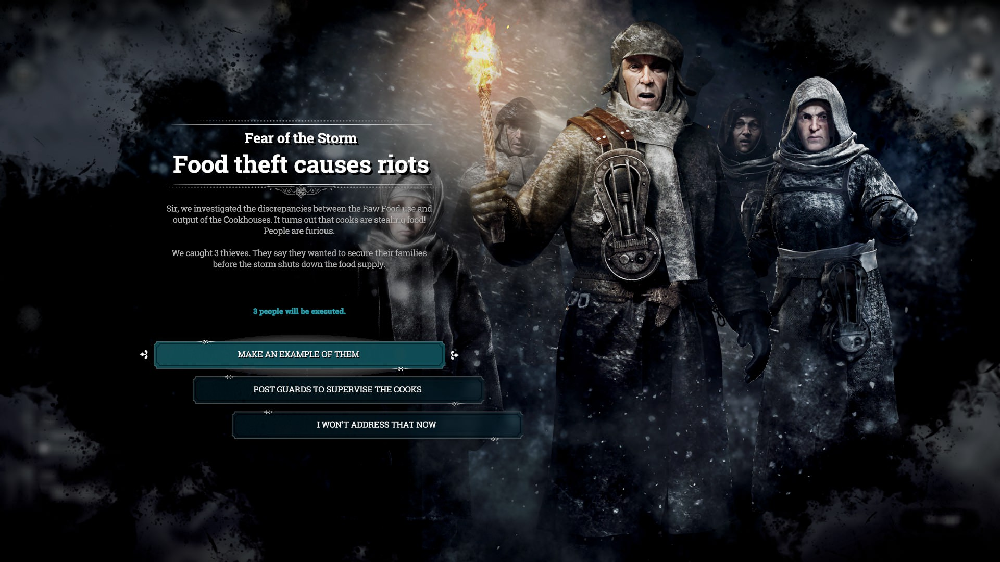 Fear of the Storm
Food theft causes riots
Sir, we investigated the discrepancies between the Raw Food use and
output of the Cookhouses. It turns out that cooks are stealing food!
People are furious.
We caught 3 thieves. They say they wanted to secure their families
before the storm shuts down the food supply.
3 people will be executed.
MAKE AN EXAMPLE OF THEM
POST GUARDS TO SUPERVISE THE COOKS
I WON'T ADDRESS THAT NOW